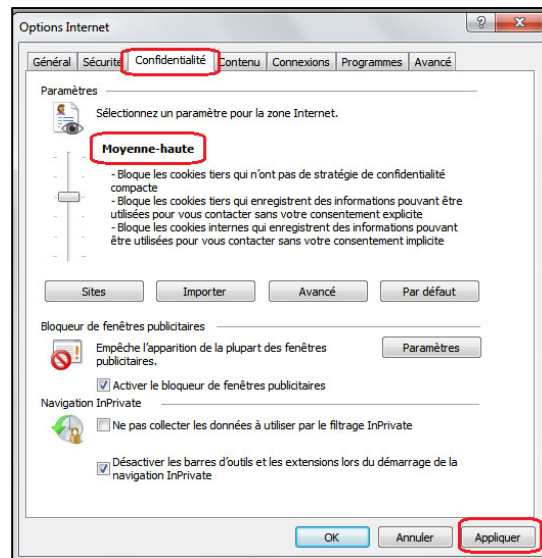 Options Internet
Général Sécurité Confidentialité Contenu Connexions Programmes Avancé
Paramètres
Sélectionnez un paramètre pour la zone Internet.
Moyenne-haute
- Bloque les cookies tiers qui n'ont pas de stratégie de confidentialité
compacte
- Bloque les cookies tiers qui enregistrent des informations pouvant être
utilisées pour vous contacter sans votre consentement explicite
- Bloque les cookies internes qui enregistrent des informations pouvant
être utilisées pour vous contacter sans votre consentement implicite
Sites Importer Avancé Par défaut
Bloqueur de fenêtres publicitaires
Empêche l'apparition de la plupart des fenêtres
publicitaires.
Paramètres
Activer le bloqueur de fenêtres publicitaires
Navigation InPrivate
Ne pas collecter les données à utiliser par le filtrage InPrivate
Désactiver les barres d'outils et les extensions lors du démarrage de la
navigation InPrivate
OK Annuler Appliquer